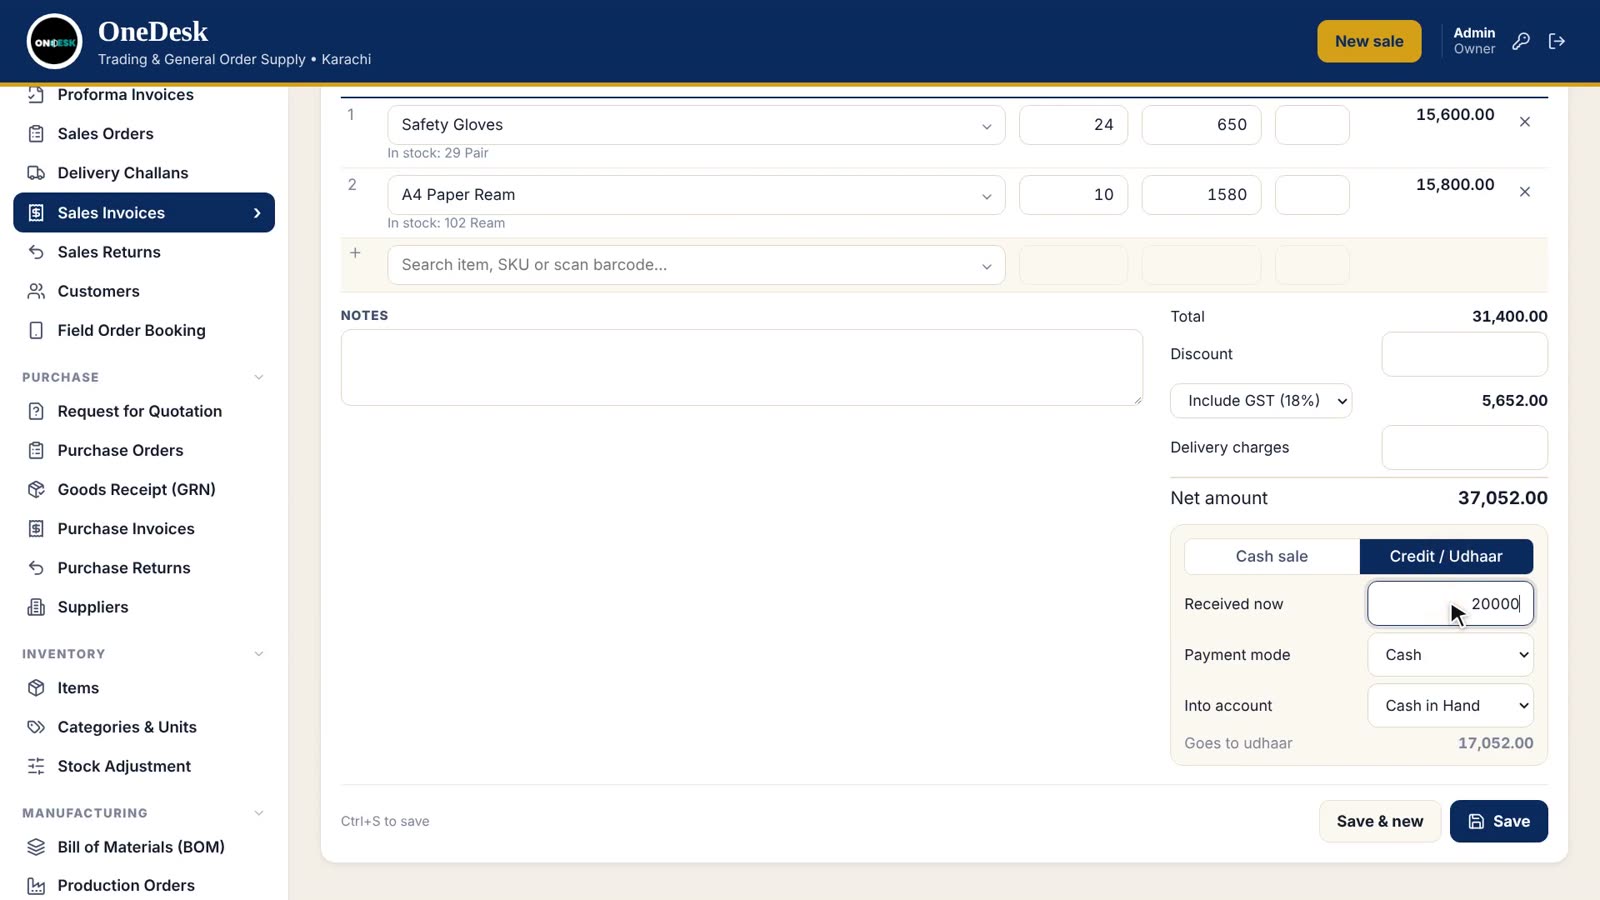 ONEDESK
OneDesk
Trading & General Order Supply • Karachi
New sale
Admin
Owner
Proforma Invoices
Sales Orders
Delivery Challans
Sales Invoices
Sales Returns
Customers
Field Order Booking
PURCHASE
Request for Quotation
Purchase Orders
Goods Receipt (GRN)
Purchase Invoices
Purchase Returns
Suppliers
INVENTORY
Items
Categories & Units
Stock Adjustment
MANUFACTURING
Bill of Materials (BOM)
Production Orders
1 Safety Gloves 24 650 15,600.00
In stock: 29 Pair
2 A4 Paper Ream 10 1580 15,800.00
In stock: 102 Ream
+ Search item, SKU or scan barcode...
NOTES
Total 31,400.00
Discount
Include GST (18%) 5,652.00
Delivery charges
Net amount 37,052.00
Cash sale Credit / Udhaar
Received now 20000
Payment mode Cash
Into account Cash in Hand
Goes to udhaar 17,052.00
Ctrl+S to save
Save & new Save